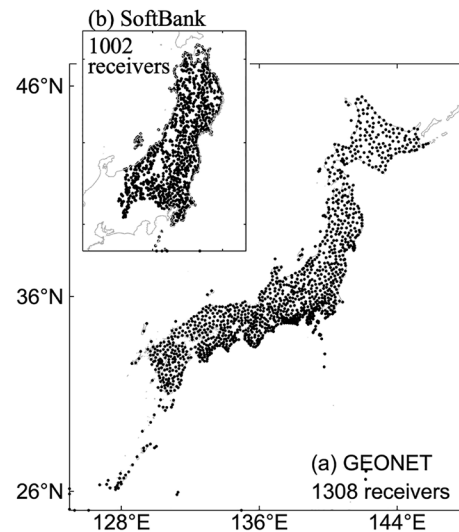 (b) SoftBank
1002
receivers
46°N
36°N
26°N
(a) GEONET
1308 receivers
128°E
136°E
144°E